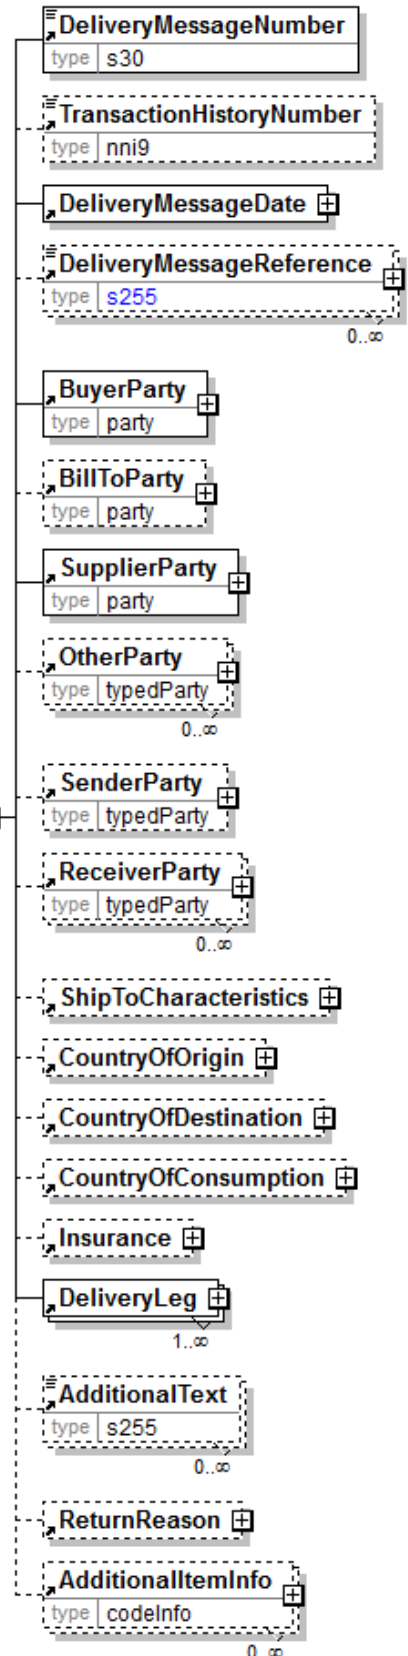 DeliveryMessageNumber
type s30
TransactionHistoryNumber
type nni9
DeliveryMessageDate
DeliveryMessageReference
type s255
0..∞
BuyerParty
type party
BillToParty
type party
SupplierParty
type party
OtherParty
type typedParty
0..∞
SenderParty
type typedParty
ReceiverParty
type typedParty
0..∞
ShipToCharacteristics
CountryOfOrigin
CountryOfDestination
CountryOfConsumption
Insurance
DeliveryLeg
1..∞
AdditionalText
type s255
0..∞
ReturnReason
AdditionalItemInfo
type codeInfo
0..∞